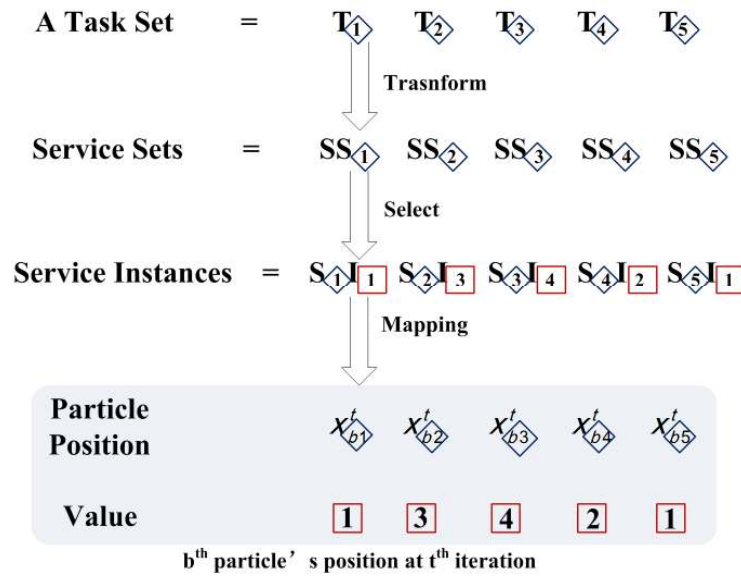 A Task Set = T1 T2 T3 T4 T5
Trasnform
Service Sets = SS1 SS2 SS3 SS4 SS5
Select
Service Instances = S1I1 S2I3 S3I4 S4I2 S5I1
Mapping
Particle
Position
x^t_b1 x^t_b2 x^t_b3 x^t_b4 x^t_b5
Value 1 3 4 2 1
b^th particle's position at t^th iteration